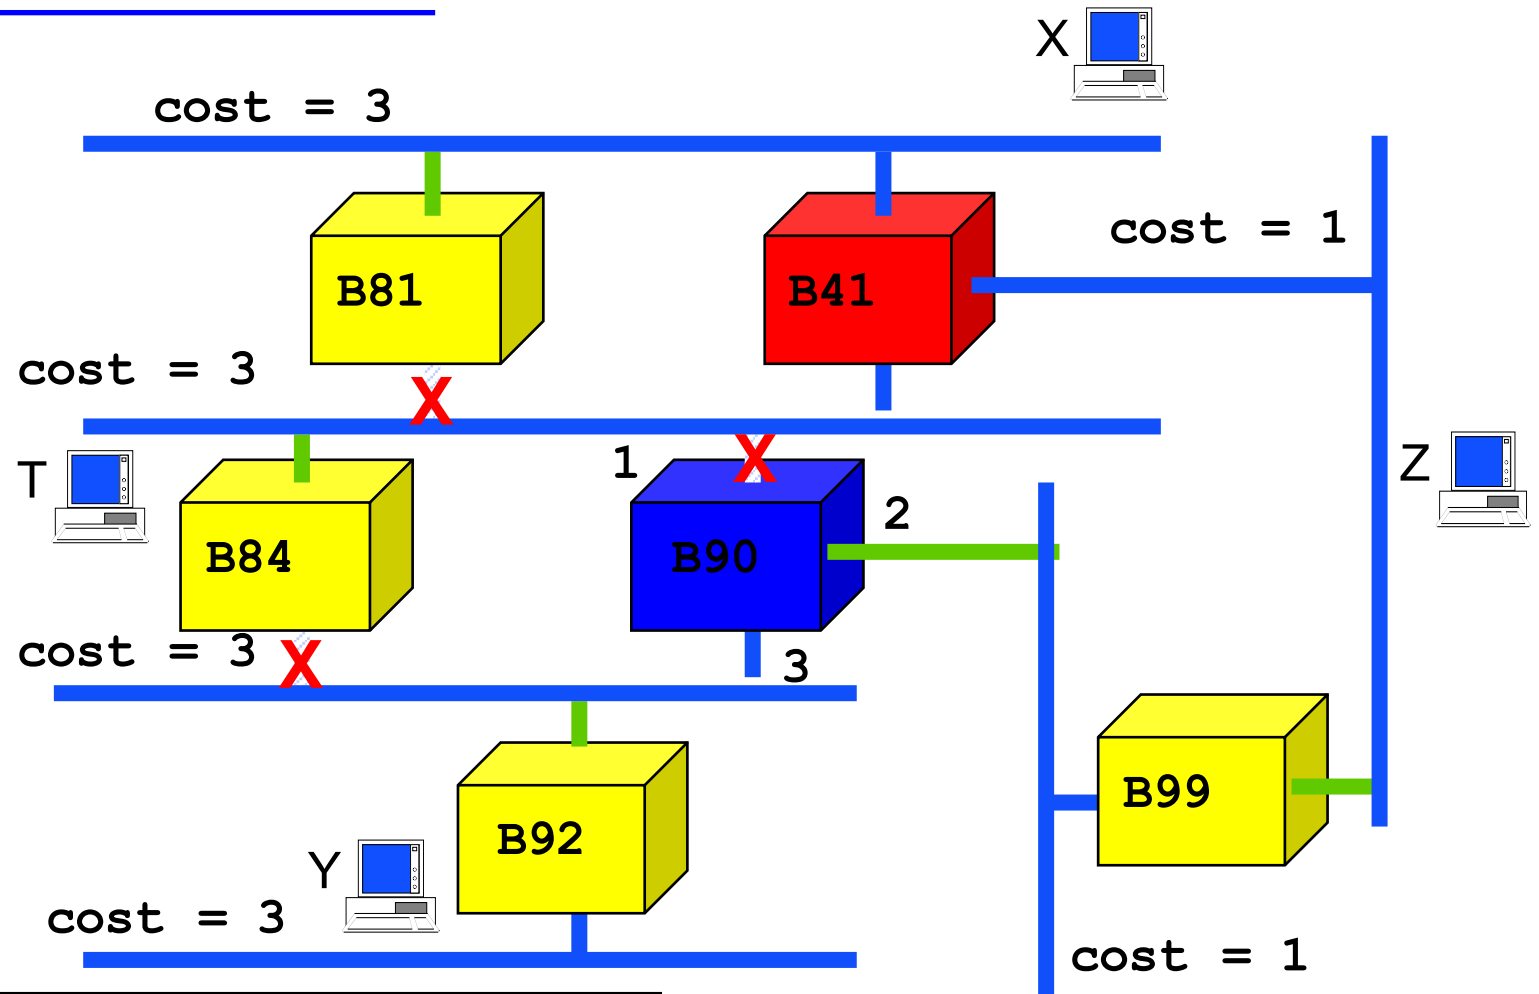 X
cost = 3
cost = 1
B81
B41
cost = 3
X
1
X
T
Z
2
B84
B90
cost = 3
X
3
B99
B92
Y
cost = 3
cost = 1